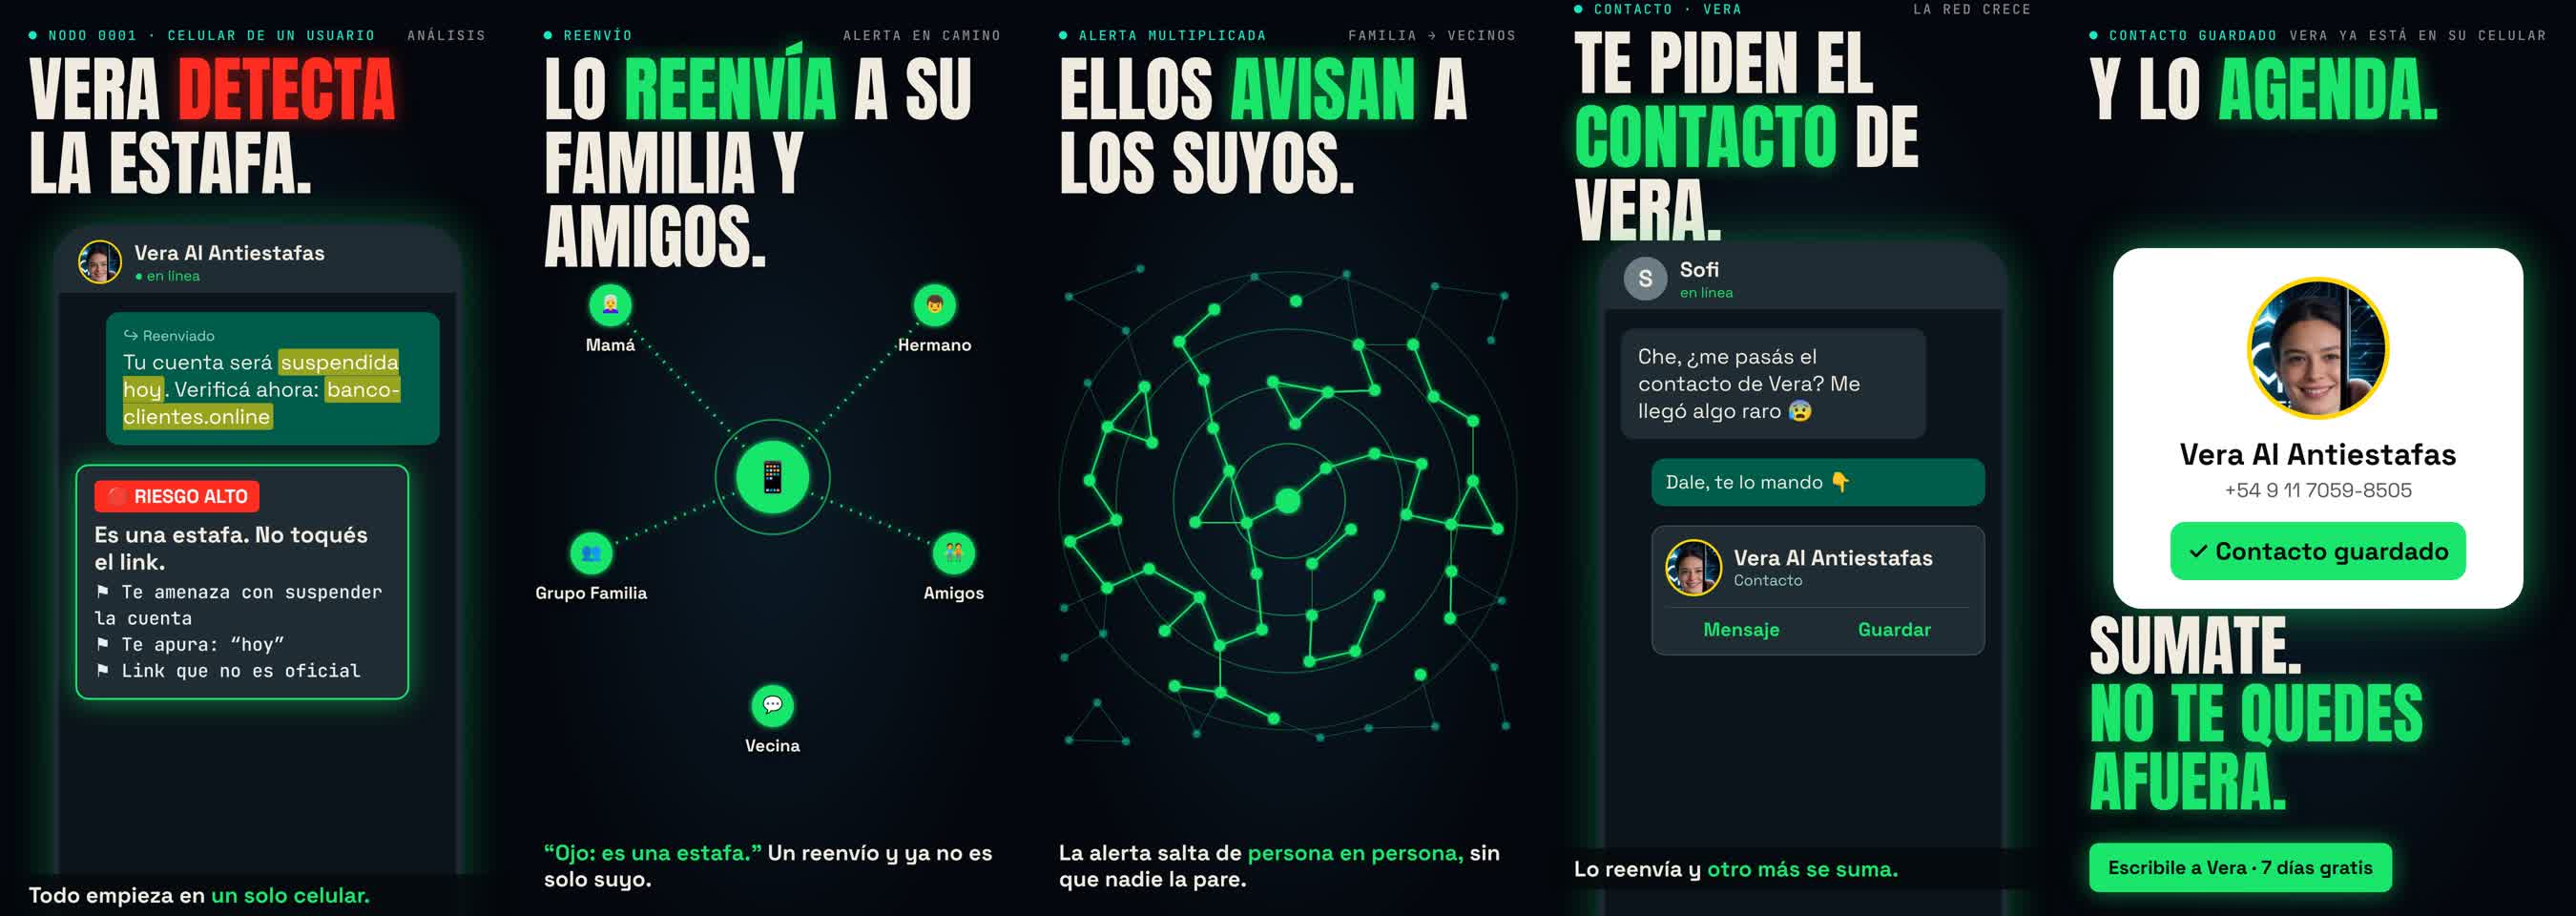 NODO 0001 · CELULAR DE UN USUARIO
ANÁLISIS
VERA DETECTA
LA ESTAFA.
Vera AI Antiestafas
en línea
Reenviado
Tu cuenta será suspendida
hoy. Verificá ahora: banco-
clientes.online
RIESGO ALTO
Es una estafa. No toqués
el link.
Te amenaza con suspender
la cuenta
Te apura: “hoy”
Link que no es oficial
Todo empieza en un solo celular.
REENVÍO
ALERTA EN CAMINO
LO REENVÍA A SU
FAMILIA Y
AMIGOS.
Mamá
Hermano
Grupo Familia
Amigos
Vecina
“Ojo: es una estafa.” Un reenvío y ya no es
solo suyo.
ALERTA MULTIPLICADA
FAMILIA → VECINOS
ELLOS AVISAN A
LOS SUYOS.
La alerta salta de persona en persona, sin
que nadie la pare.
CONTACTO · VERA
LA RED CRECE
TE PIDEN EL
CONTACTO DE
VERA.
S
Sofi
en línea
Che, ¿me pasás el
contacto de Vera? Me
llegó algo raro 😰
Dale, te lo mando 👇
Vera AI Antiestafas
Contacto
Mensaje
Guardar
Lo reenvía y otro más se suma.
CONTACTO GUARDADO
VERA YA ESTÁ EN SU CELULAR
Y LO AGENDA.
Vera AI Antiestafas
+54 9 11 7059-8505
✓ Contacto guardado
SUMATE.
NO TE QUEDES
AFUERA.
Escribile a Vera · 7 días gratis